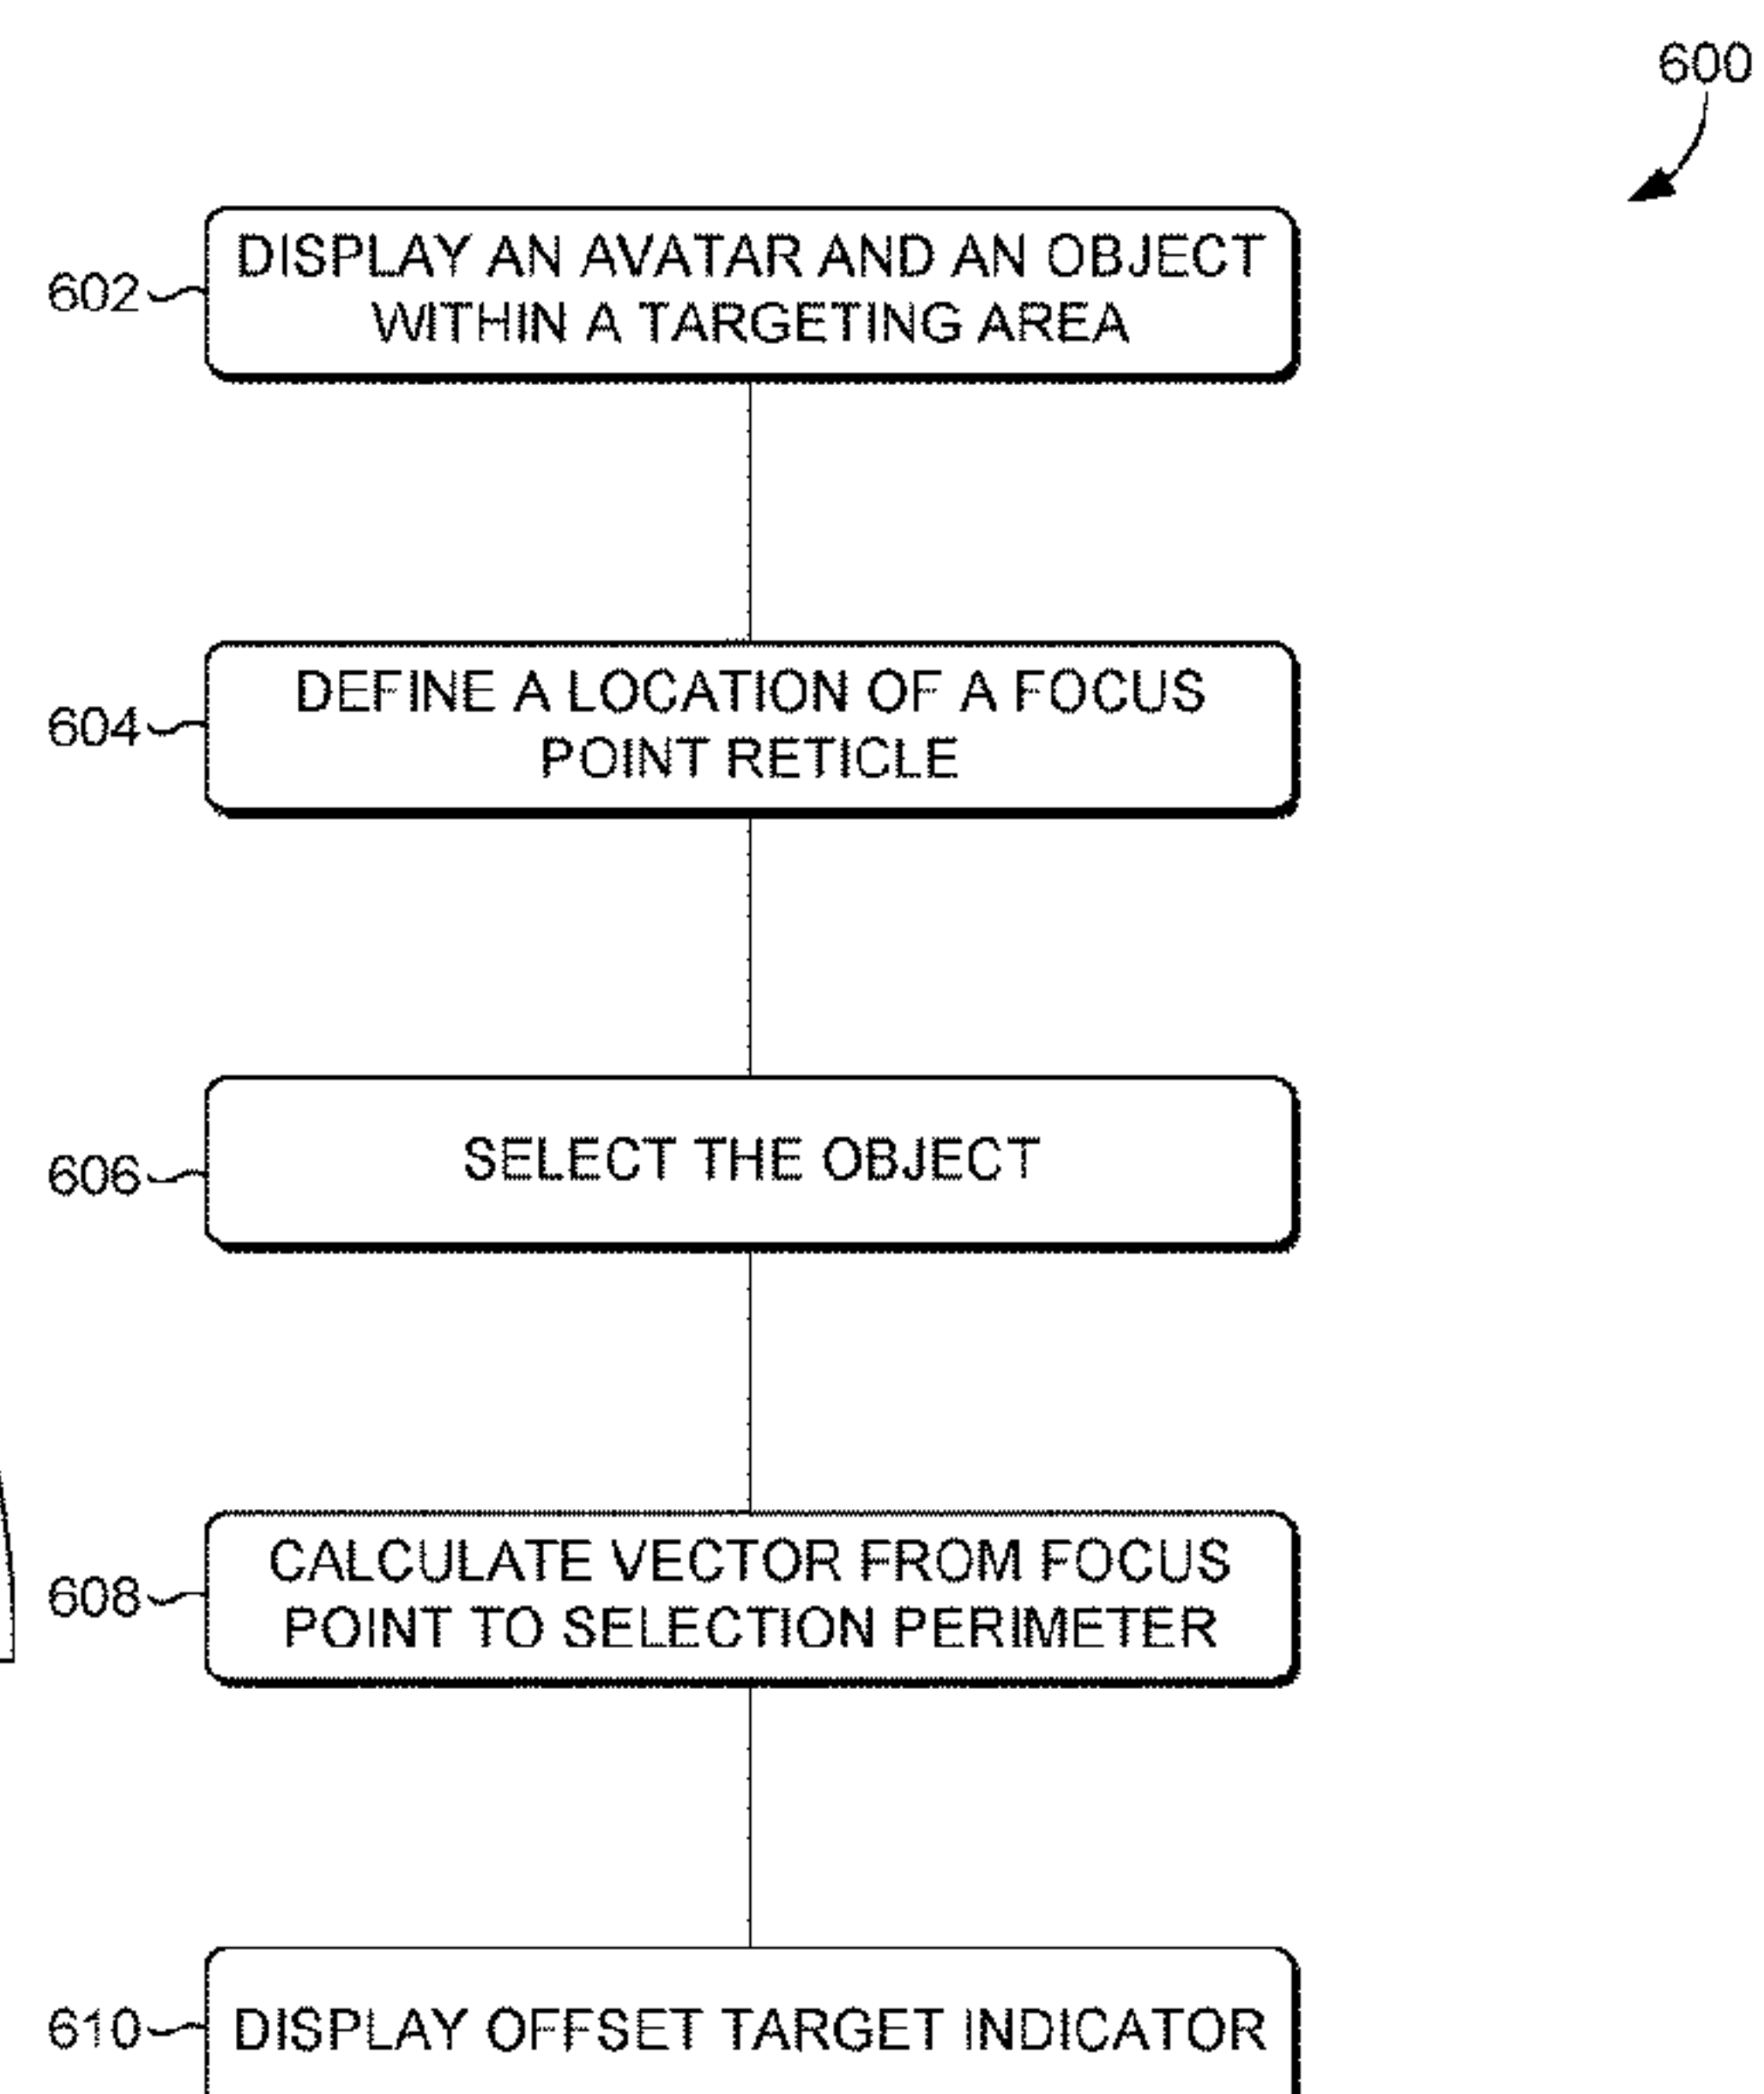 600
602
DISPLAY AN AVATAR AND AN OBJECT
WITHIN A TARGETING AREA
604
DEFINE A LOCATION OF A FOCUS
POINT RETICLE
606
SELECT THE OBJECT
608
CALCULATE VECTOR FROM FOCUS
POINT TO SELECTION PERIMETER
610
DISPLAY OFFSET TARGET INDICATOR